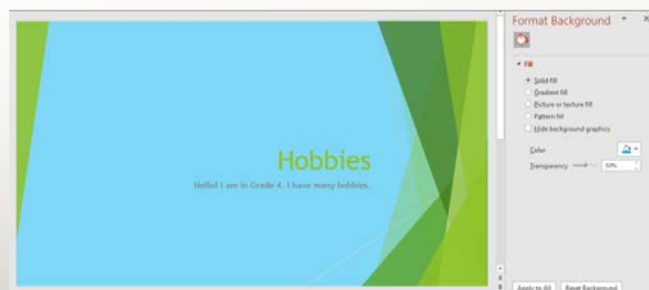 Format Background
Fill
Solid fill
Gradient fill
Picture or texture fill
Pattern fill
Hide background graphics
Color
Transparency
50%
Hobbies
Hello! I am in Grade 4. I have many hobbies.
Apply to All Reset Background